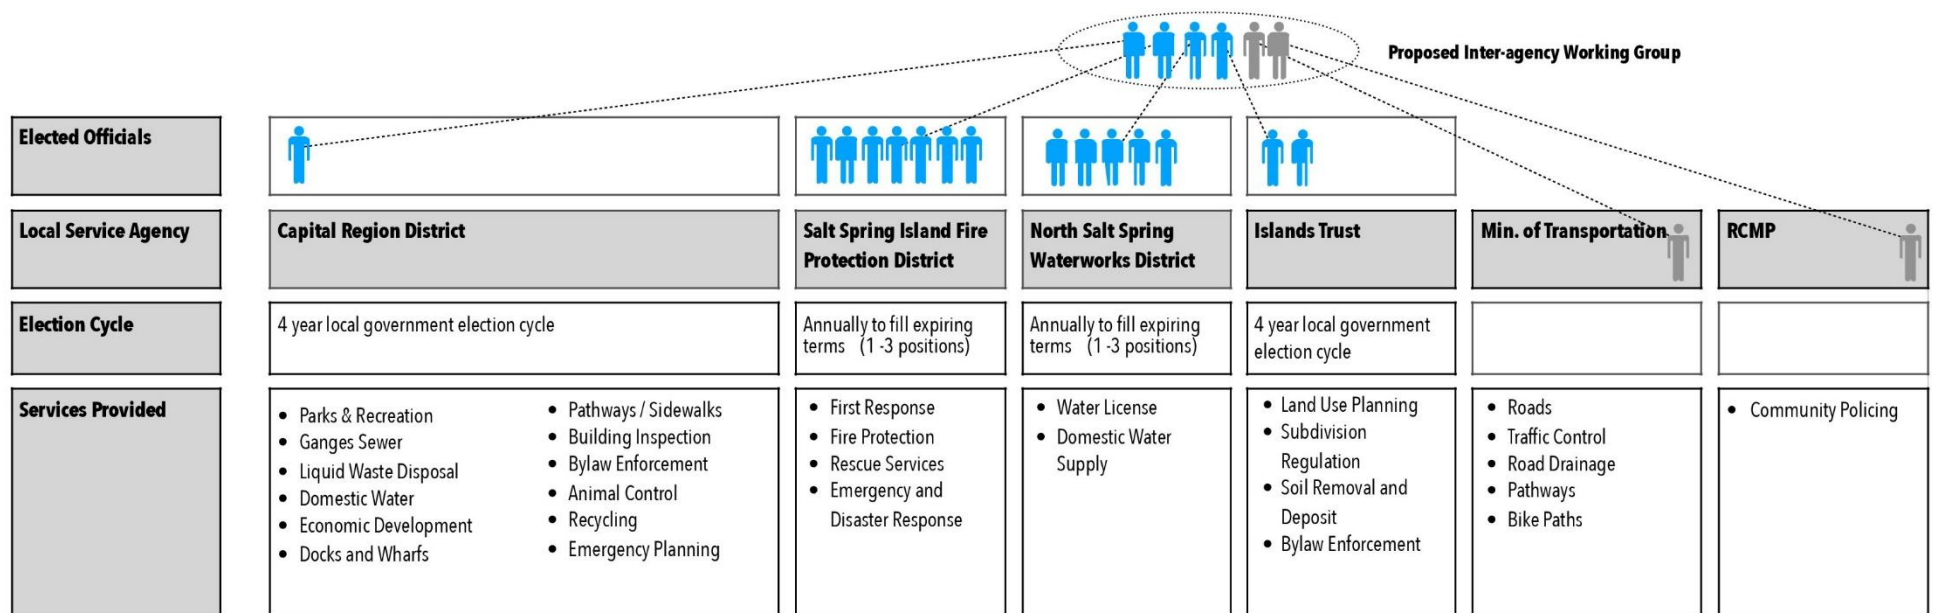 Proposed Inter-agency Working Group
Elected Officials
Local Service Agency
Capital Region District
Salt Spring Island Fire
Protection District
North Salt Spring
Waterworks District
Islands Trust
Min. of Transportation
RCMP
Election Cycle
4 year local government election cycle
Annually to fill expiring
terms (1 -3 positions)
Annually to fill expiring
terms (1 -3 positions)
4 year local government
election cycle
Services Provided
• Parks & Recreation
• Ganges Sewer
• Liquid Waste Disposal
• Domestic Water
• Economic Development
• Docks and Wharfs
• Pathways / Sidewalks
• Building Inspection
• Bylaw Enforcement
• Animal Control
• Recycling
• Emergency Planning
• First Response
• Fire Protection
• Rescue Services
• Emergency and
Disaster Response
• Water License
• Domestic Water
Supply
• Land Use Planning
• Subdivision
Regulation
• Soil Removal and
Deposit
• Bylaw Enforcement
• Roads
• Traffic Control
• Road Drainage
• Pathways
• Bike Paths
• Community Policing